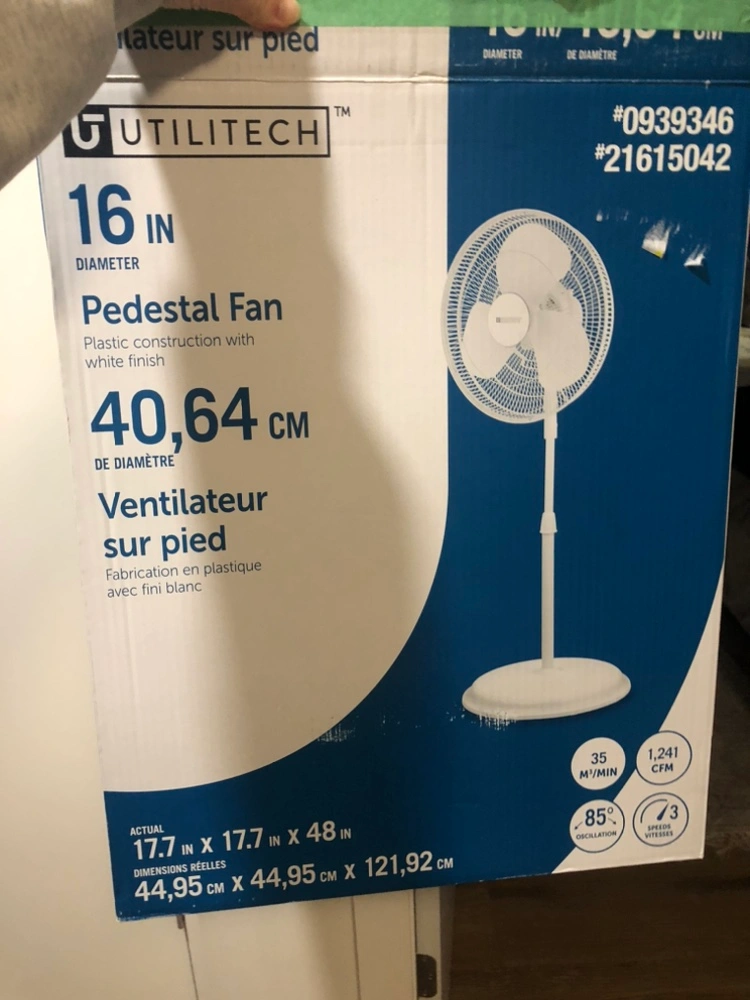 ilateur sur pied
DIAMETER
DE DIAMÈTRE
UTILITECH™
#0939346
#21615042
16 IN
DIAMETER
Pedestal Fan
Plastic construction with
white finish
40,64 CM
DE DIAMÈTRE
Ventilateur
sur pied
Fabrication en plastique
avec fini blanc
35
M³/MIN
1,241
CFM
85°
OSCILLATION
3
SPEEDS
VITESSES
ACTUAL
17.7 IN X 17.7 IN X 48 IN
DIMENSIONS RÉELLES
44,95 CM X 44,95 CM X 121,92 CM